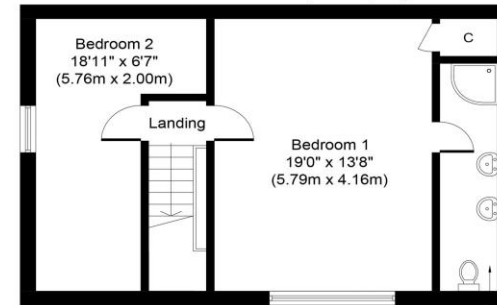 Bedroom 2
18'11" x 6'7"
(5.76m x 2.00m)
Landing
Bedroom 1
19'0" x 13'8"
(5.79m x 4.16m)
C